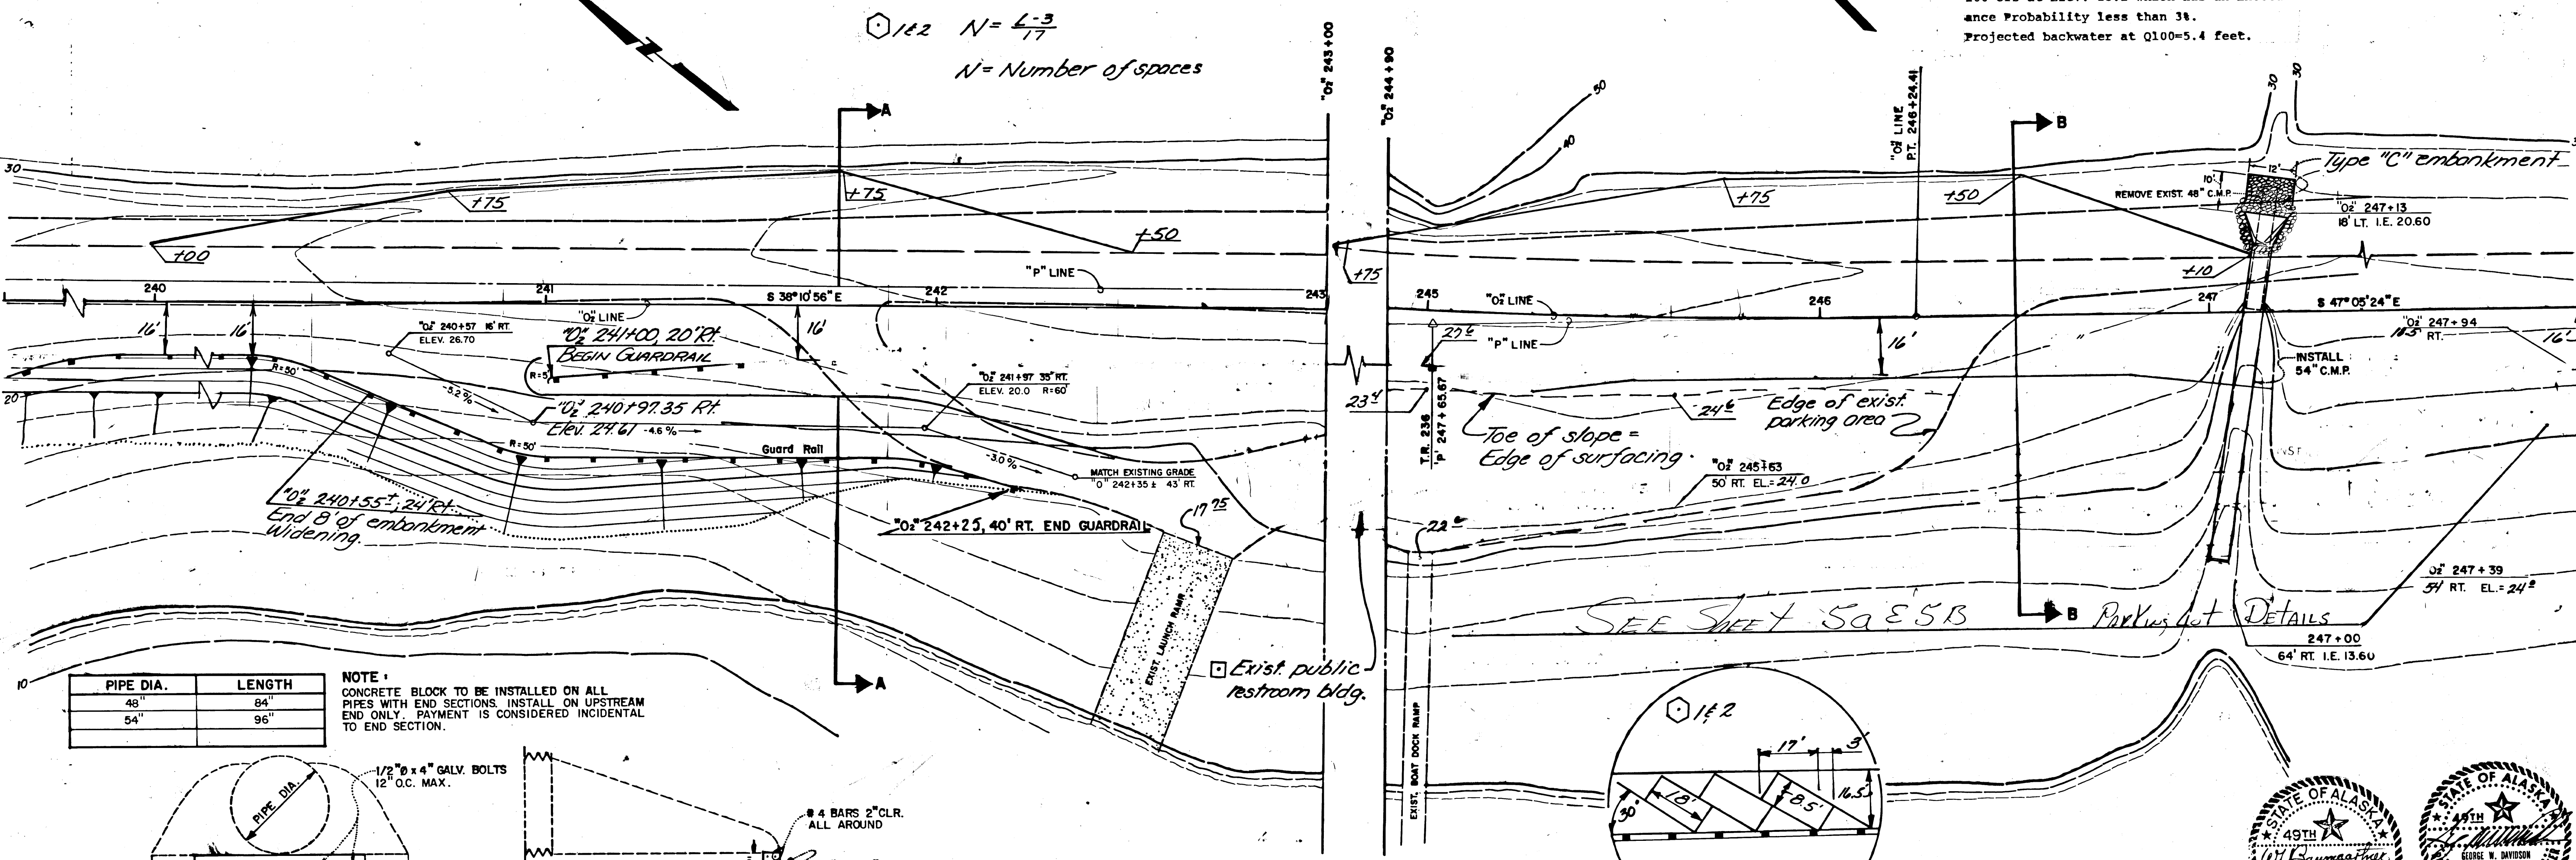 ance Probability less than 3%.
Projected backwater at Q100=5.4 feet.
1&2 N= L-3
17
N= Number of spaces
"O2" 243+00
"O2" 244+90
"O2" LINE
P.T. 246+24.41
A
B
30
30
30
50
40
Type "C" embankment
12'
10'
REMOVE EXIST. 48" C.M.P.
"O2" 247+13
18' LT. I.E. 20.60
+75
+75
+50
+00
+75
+75
+50
+10
"P" LINE
240
241
242
243
245
246
247
S 38° 10' 56" E
S 47° 05' 24" E
"O2" LINE
"O2" LINE
"P" LINE
16'
16'
16'
16'
"O2" 240+57 16' RT.
ELEV. 26.70
"O2" 241+00, 20' Rt.
BEGIN GUARDRAIL
R=5'
R=50'
-5.2%
"O2" 240+97.35 Rt.
Elev. 24.61
-4.6%
"O2" 241+97 35' RT.
ELEV. 20.0 R=60'
27 6
23 4
T.R. 236
"P" 247+65.67
24 6
Edge of exist.
parking area
Toe of slope =
Edge of surfacing.
"O2" 247+94
RT.
INSTALL
54" C.M.P.
20
R=50'
Guard Rail
-3.0%
MATCH EXISTING GRADE
"O" 242+35± 43' RT.
"O2" 245+63
50' RT. EL.=24.0
"O2" 240+55±, 24' Rt.
End 8' of embankment
Widening.
"O2" 242+25, 40' RT. END GUARDRAIL
17 75
O2" 247+39
54' RT. EL.=24
EXIST. LAUNCH RAMP
SEE SHEET 5a & 5B Parking Lot DETAILS
B
247+00
64' RT. I.E. 13.60
Exist. public
restroom bldg.
A
10
PIPE DIA. LENGTH
48" 84"
54" 96"
NOTE:
CONCRETE BLOCK TO BE INSTALLED ON ALL
PIPES WITH END SECTIONS. INSTALL ON UPSTREAM
END ONLY. PAYMENT IS CONSIDERED INCIDENTAL
TO END SECTION.
EXIST. BOAT DOCK RAMP
1&2
17'
3'
18'
8.5'
16.5'
30°
PIPE DIA.
1/2" Ø x 4" GALV. BOLTS
12" O.C. MAX.
# 4 BARS 2" CLR.
ALL AROUND
STATE OF ALASKA
49TH
STATE OF ALASKA
49TH
GEORGE W. DAVIDSON